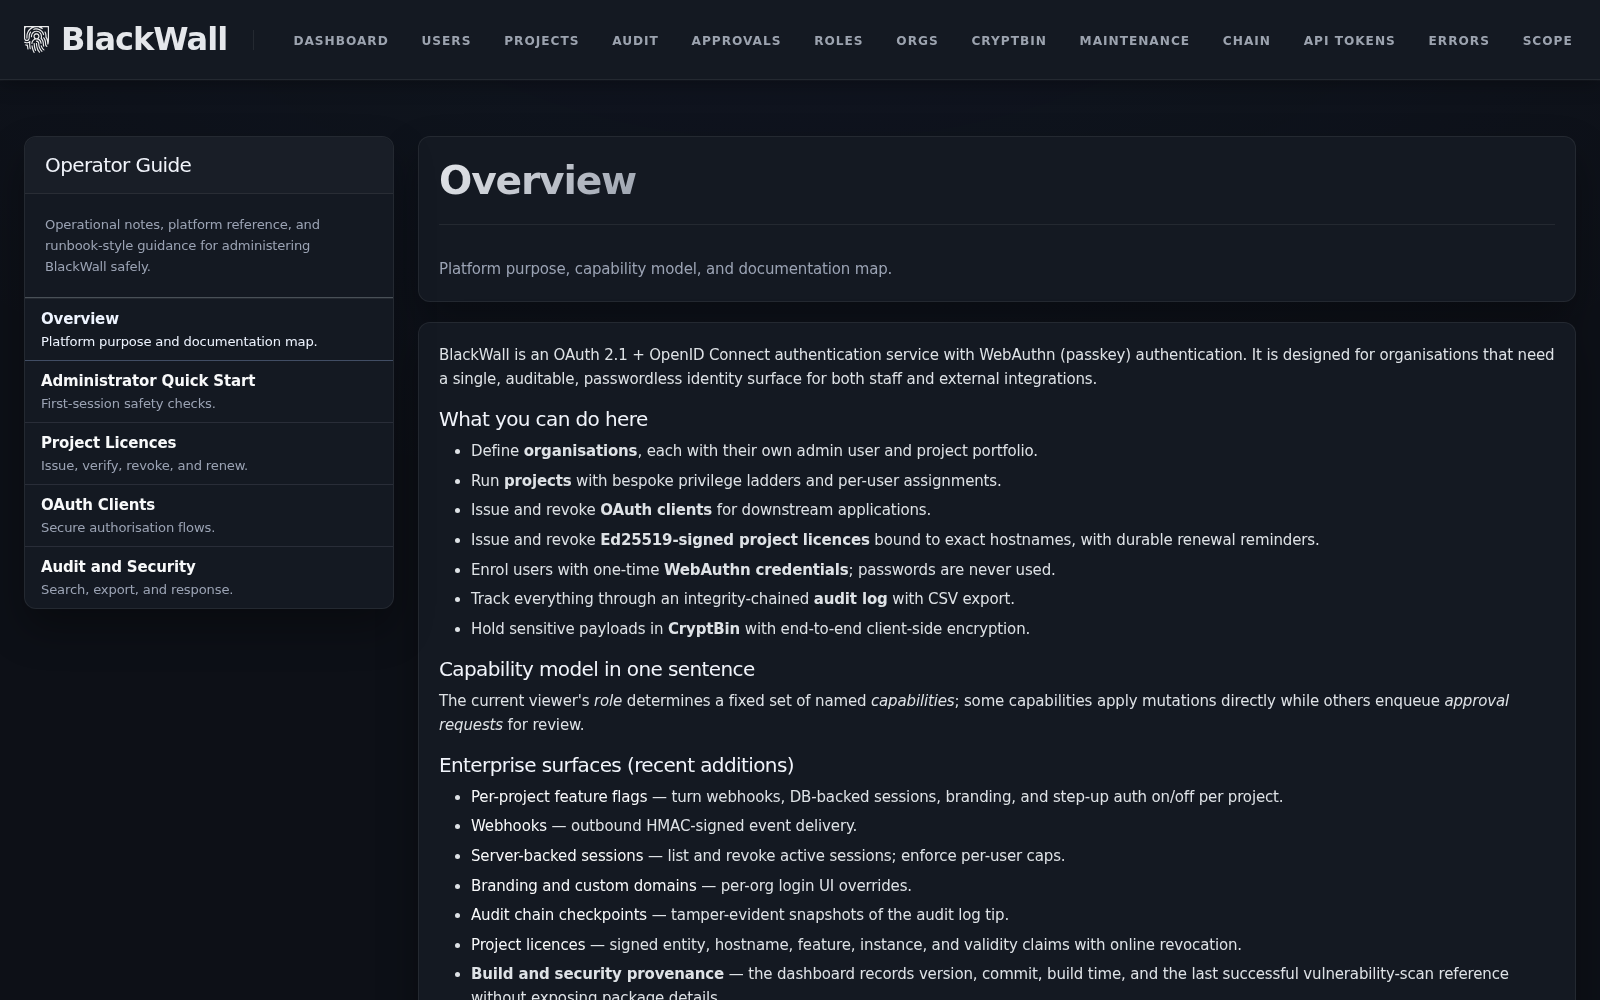 BlackWall
DASHBOARD USERS PROJECTS AUDIT APPROVALS ROLES ORGS CRYPTBIN MAINTENANCE CHAIN API TOKENS ERRORS SCOPE
Operator Guide
Operational notes, platform reference, and
runbook-style guidance for administering
BlackWall safely.
Overview
Platform purpose and documentation map.
Administrator Quick Start
First-session safety checks.
Project Licences
Issue, verify, revoke, and renew.
OAuth Clients
Secure authorisation flows.
Audit and Security
Search, export, and response.
Overview
Platform purpose, capability model, and documentation map.
BlackWall is an OAuth 2.1 + OpenID Connect authentication service with WebAuthn (passkey) authentication. It is designed for organisations that need
a single, auditable, passwordless identity surface for both staff and external integrations.
What you can do here
• Define organisations, each with their own admin user and project portfolio.
• Run projects with bespoke privilege ladders and per-user assignments.
• Issue and revoke OAuth clients for downstream applications.
• Issue and revoke Ed25519-signed project licences bound to exact hostnames, with durable renewal reminders.
• Enrol users with one-time WebAuthn credentials; passwords are never used.
• Track everything through an integrity-chained audit log with CSV export.
• Hold sensitive payloads in CryptBin with end-to-end client-side encryption.
Capability model in one sentence
The current viewer's role determines a fixed set of named capabilities; some capabilities apply mutations directly while others enqueue approval
requests for review.
Enterprise surfaces (recent additions)
• Per-project feature flags — turn webhooks, DB-backed sessions, branding, and step-up auth on/off per project.
• Webhooks — outbound HMAC-signed event delivery.
• Server-backed sessions — list and revoke active sessions; enforce per-user caps.
• Branding and custom domains — per-org login UI overrides.
• Audit chain checkpoints — tamper-evident snapshots of the audit log tip.
• Project licences — signed entity, hostname, feature, instance, and validity claims with online revocation.
• Build and security provenance — the dashboard records version, commit, build time, and the last successful vulnerability-scan reference
without exposing package details.